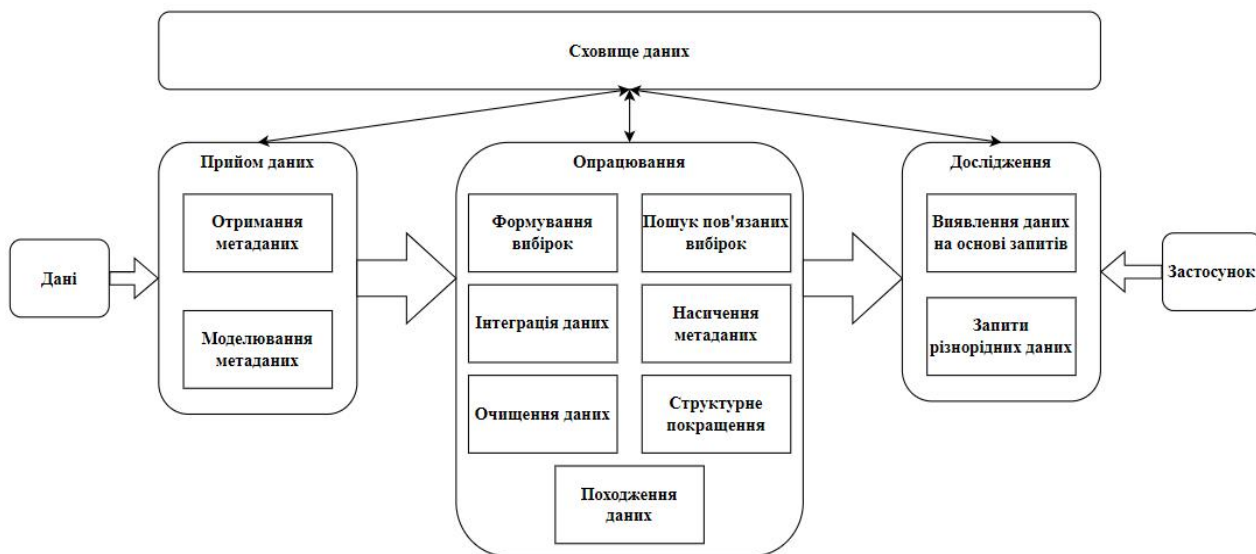 Сховище даних
Прийом даних
Отримання
метаданих
Моделювання
метаданих
Дані
Опрацювання
Формування
вибірок
Пошук пов'язаних
вибірок
Інтеграція даних
Насичення
метаданих
Очищення даних
Структурне
покращення
Походження
даних
Дослідження
Виявлення даних
на основі запитів
Запити
різнорідних даних
Застосунок